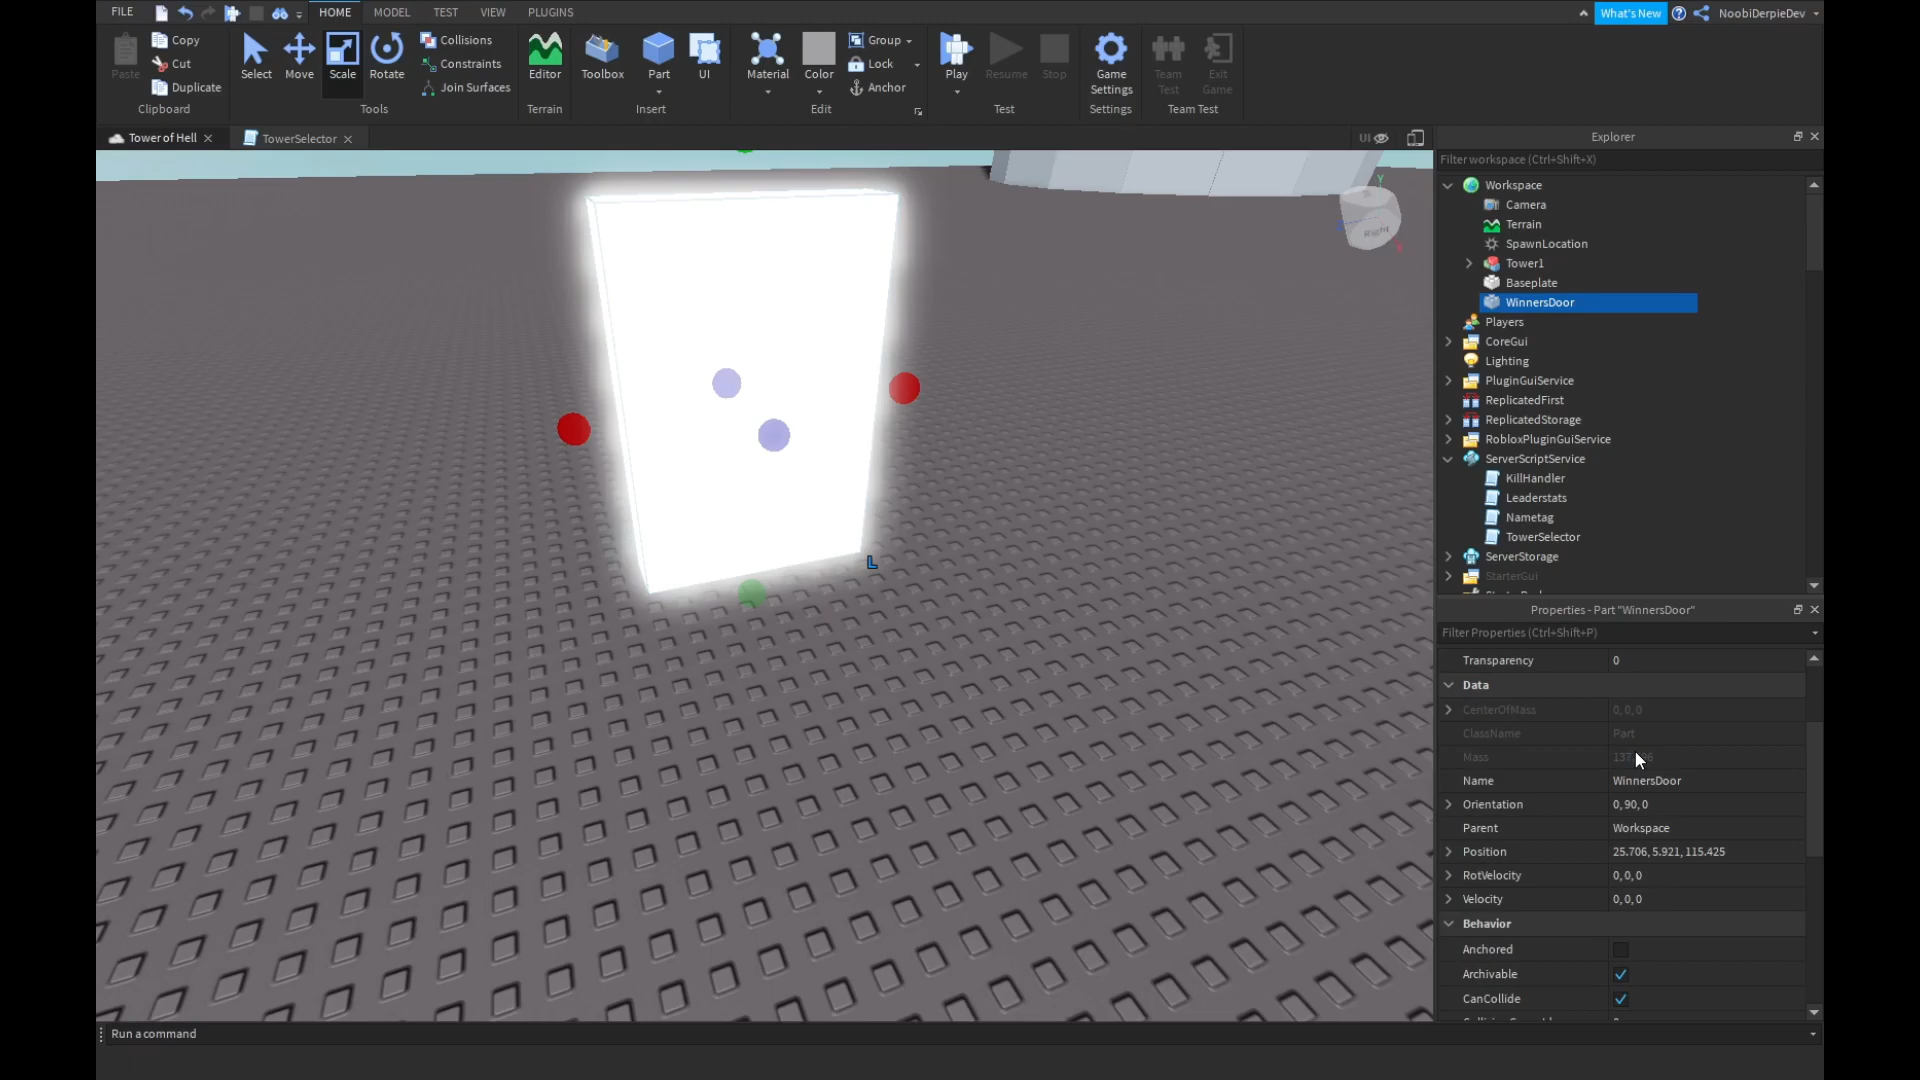 FILE
HOME
MODEL
TEST
VIEW
PLUGINS
What's New
NoobiDerpieDev
Paste
Copy
Cut
Duplicate
Clipboard
Select
Move
Scale
Rotate
Collisions
Constraints
Join Surfaces
Tools
Editor
Terrain
Toolbox
Part
UI
Insert
Material
Color
Group
Lock
Anchor
Edit
Play
Resume
Stop
Test
Game Settings
Settings
Team Test
Exit Game
Team Test
Tower of Hell
TowerSelector
UI
Right
Y
L
Explorer
Filter workspace (Ctrl+Shift+X)
Workspace
Camera
Terrain
SpawnLocation
Tower1
Baseplate
WinnersDoor
Players
CoreGui
Lighting
PluginGuiService
ReplicatedFirst
ReplicatedStorage
RobloxPluginGuiService
ServerScriptService
KillHandler
Leaderstats
Nametag
TowerSelector
ServerStorage
StarterGui
Properties - Part "WinnersDoor"
Filter Properties (Ctrl+Shift+P)
Transparency 0
Data
CenterOfMass 0, 0, 0
ClassName Part
Mass
Name WinnersDoor
Orientation 0, 90, 0
Parent Workspace
Position 25.706, 5.921, 115.425
RotVelocity 0, 0, 0
Velocity 0, 0, 0
Behavior
Anchored
Archivable
CanCollide
Run a command